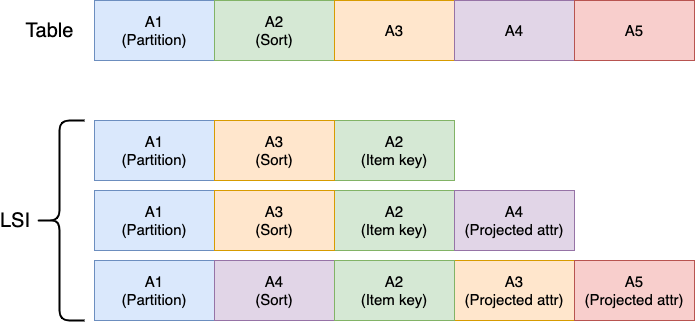 Table
A1
(Partition)
A2
(Sort)
A3
A4
A5
LSI
A1
(Partition)
A3
(Sort)
A2
(Item key)
A1
(Partition)
A3
(Sort)
A2
(Item key)
A4
(Projected attr)
A1
(Partition)
A4
(Sort)
A2
(Item key)
A3
(Projected attr)
A5
(Projected attr)